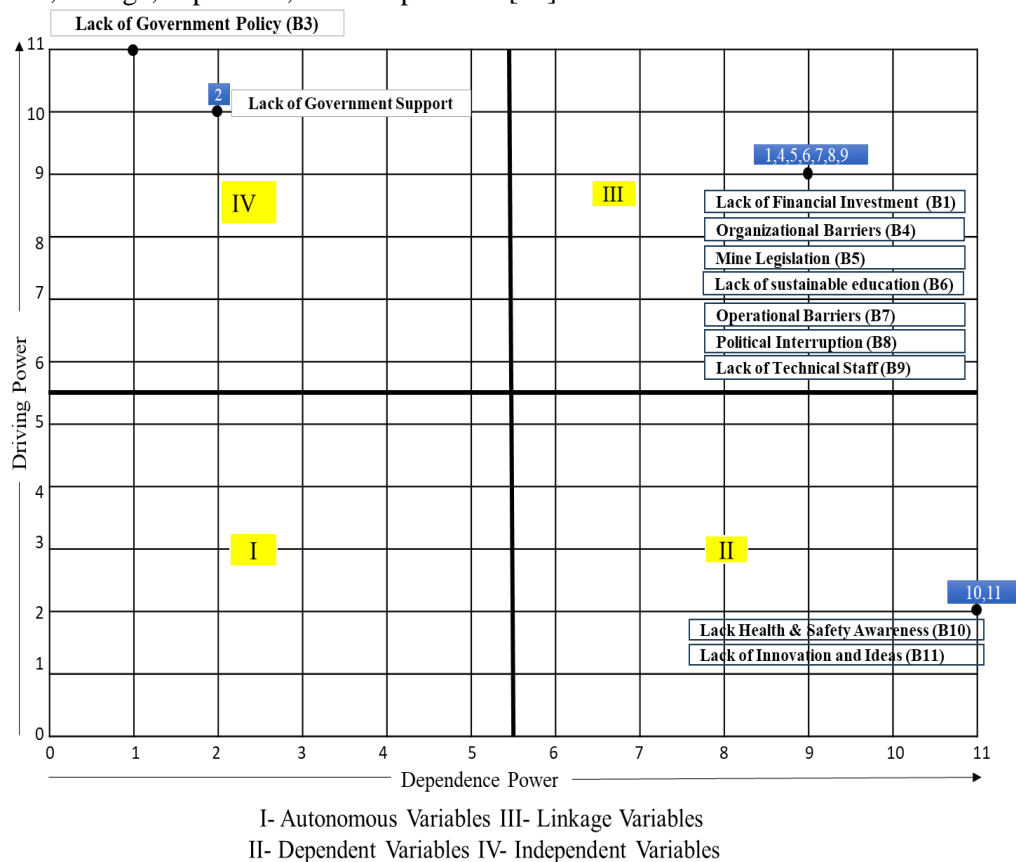 Lack of Government Policy (B3)
11
2
Lack of Government Support
10
1,4,5,6,7,8,9
9
IV
III
Lack of Financial Investment (B1)
Organizational Barriers (B4)
8
Mine Legislation (B5)
Lack of sustainable education (B6)
7
Operational Barriers (B7)
Political Interruption (B8)
6
Lack of Technical Staff (B9)
Driving Power
5
4
3
I
II
10,11
2
Lack Health & Safety Awareness (B10)
Lack of Innovation and Ideas (B11)
1
0
0 1 2 3 4 5 6 7 8 9 10 11
Dependence Power
I- Autonomous Variables III- Linkage Variables
II- Dependent Variables IV- Independent Variables